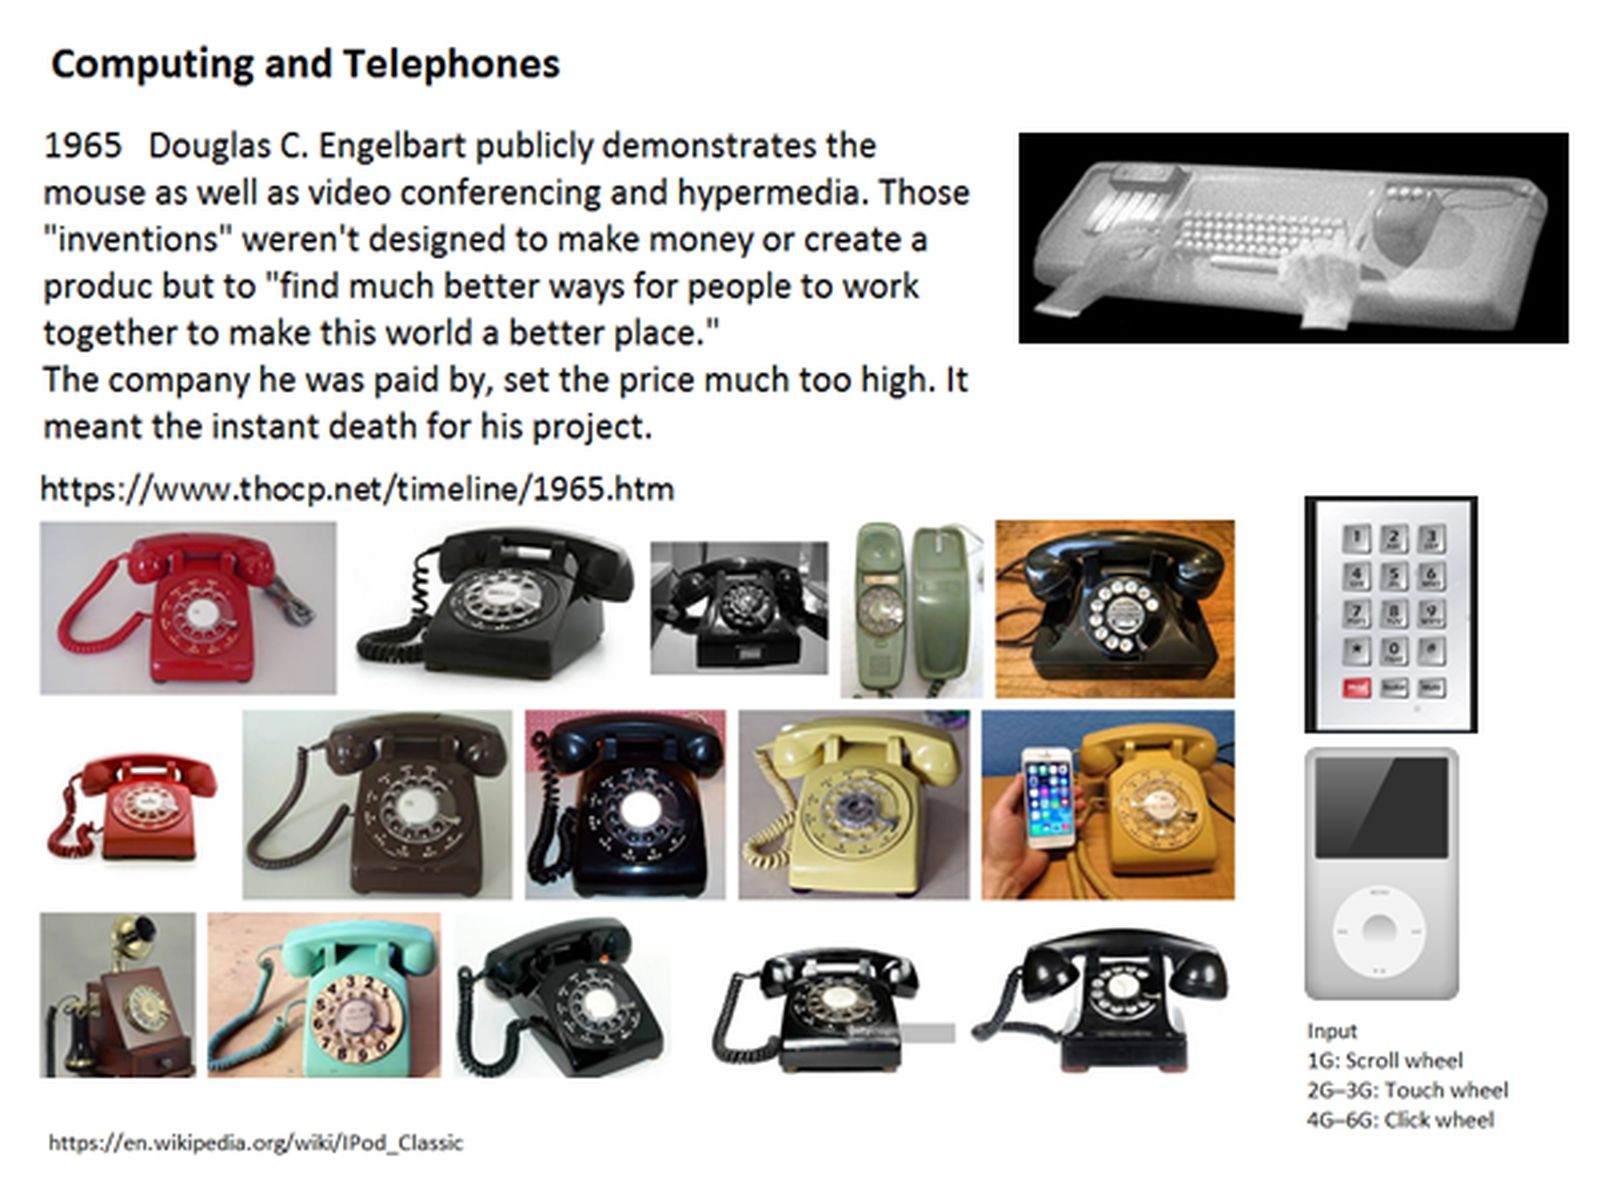 Computing and Telephones
1965 Douglas C. Engelbart publicly demonstrates the
mouse as well as video conferencing and hypermedia. Those
"inventions" weren't designed to make money or create a
produc but to "find much better ways for people to work
together to make this world a better place."
The company he was paid by, set the price much too high. It
meant the instant death for his project.
https://www.thocp.net/timeline/1965.htm
1 2 3
4 5 6
7 8 9
* 0 #
Input
1G: Scroll wheel
2G–3G: Touch wheel
4G–6G: Click wheel
https://en.wikipedia.org/wiki/IPod_Classic